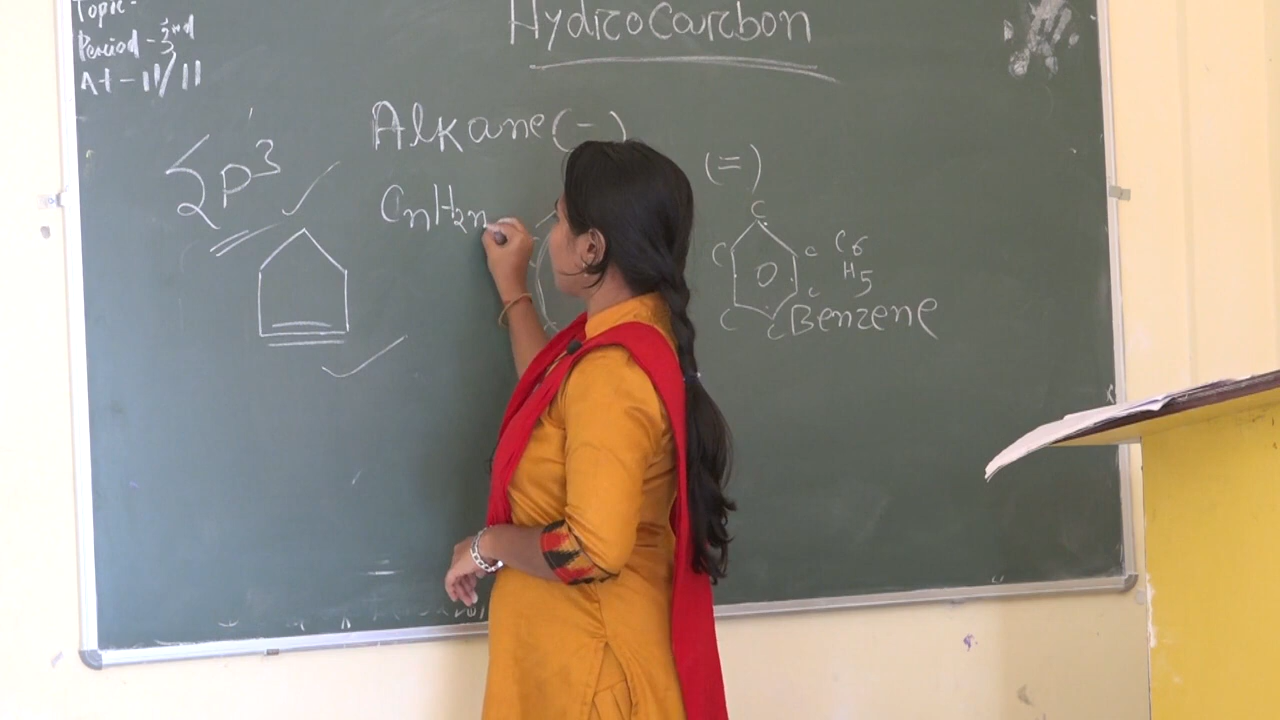 Topic-
Period - 3rd
At - 11/11
Hydrocarbon
Alkane (-)
(=)
SP3
CnH2n
C
C
C
C6
H5
C
C
C
Benzene